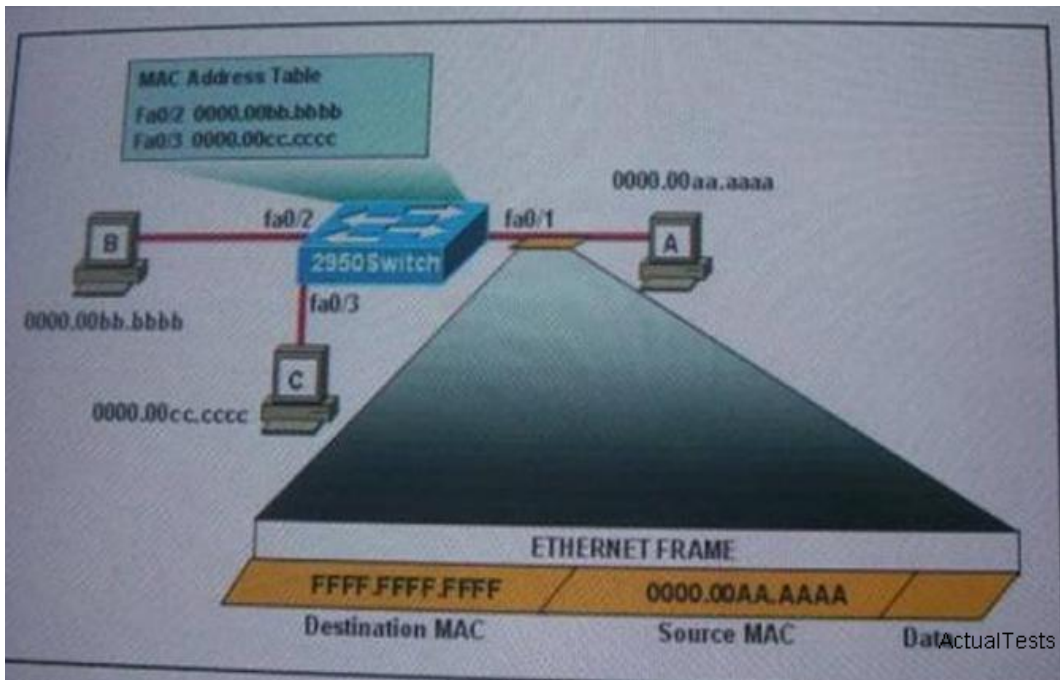 MAC Address Table
Fa0/2 0000.00bb.bbbb
Fa0/3 0000.00cc.cccc
0000.00aa.aaaa
fa0/2
fa0/1
B
A
2950Switch
fa0/3
0000.00bb.bbbb
C
0000.00cc.cccc
ETHERNET FRAME
FFFF.FFFF.FFFF 0000.00AA.AAAA
Destination MAC Source MAC Data
ActualTests